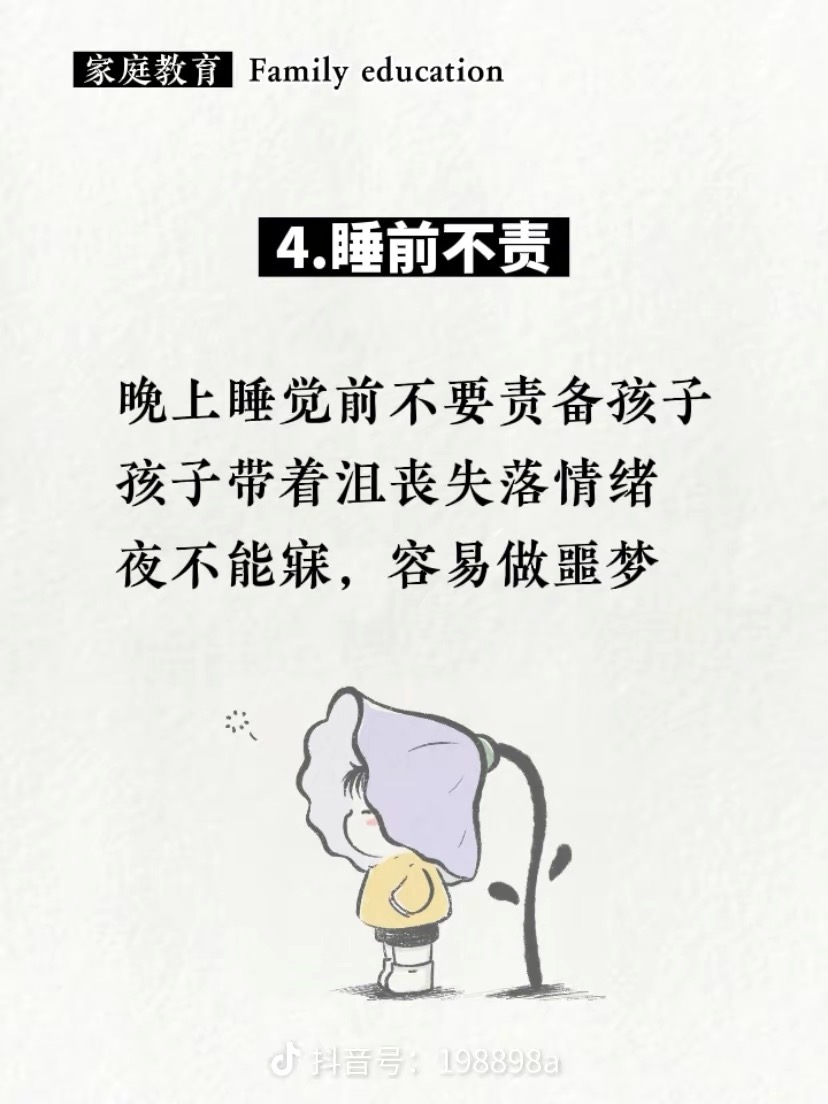 家庭教育 Family education
4.睡前不责
晚上睡觉前不要责备孩子
孩子带着沮丧失落情绪
夜不能寐，容易做噩梦
抖音号：198898a